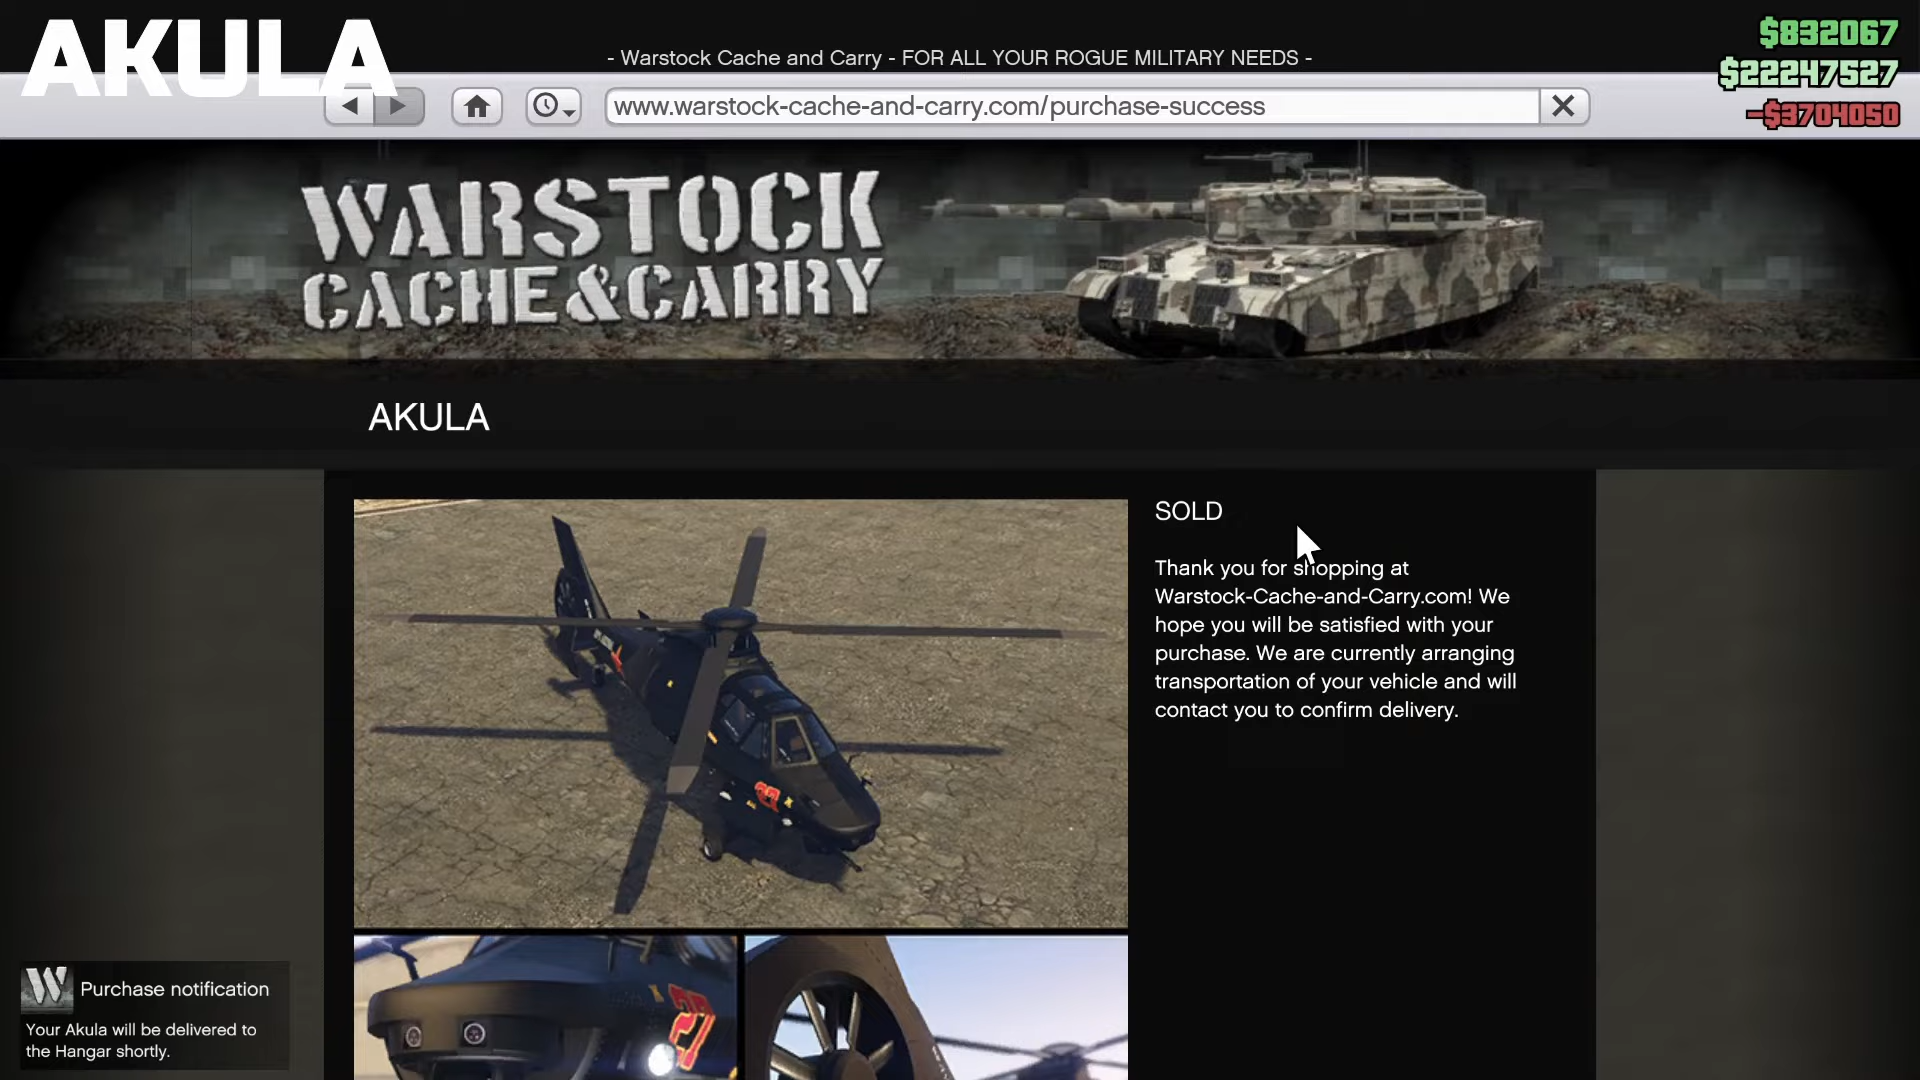 AKULA
- Warstock Cache and Carry - FOR ALL YOUR ROGUE MILITARY NEEDS -
$832067
$22247527
-$3704050
www.warstock-cache-and-carry.com/purchase-success
WARSTOCK
CACHE&CARRY
AKULA
SOLD
Thank you for shopping at
Warstock-Cache-and-Carry.com! We
hope you will be satisfied with your
purchase. We are currently arranging
transportation of your vehicle and will
contact you to confirm delivery.
27
27
W
Purchase notification
Your Akula will be delivered to
the Hangar shortly.